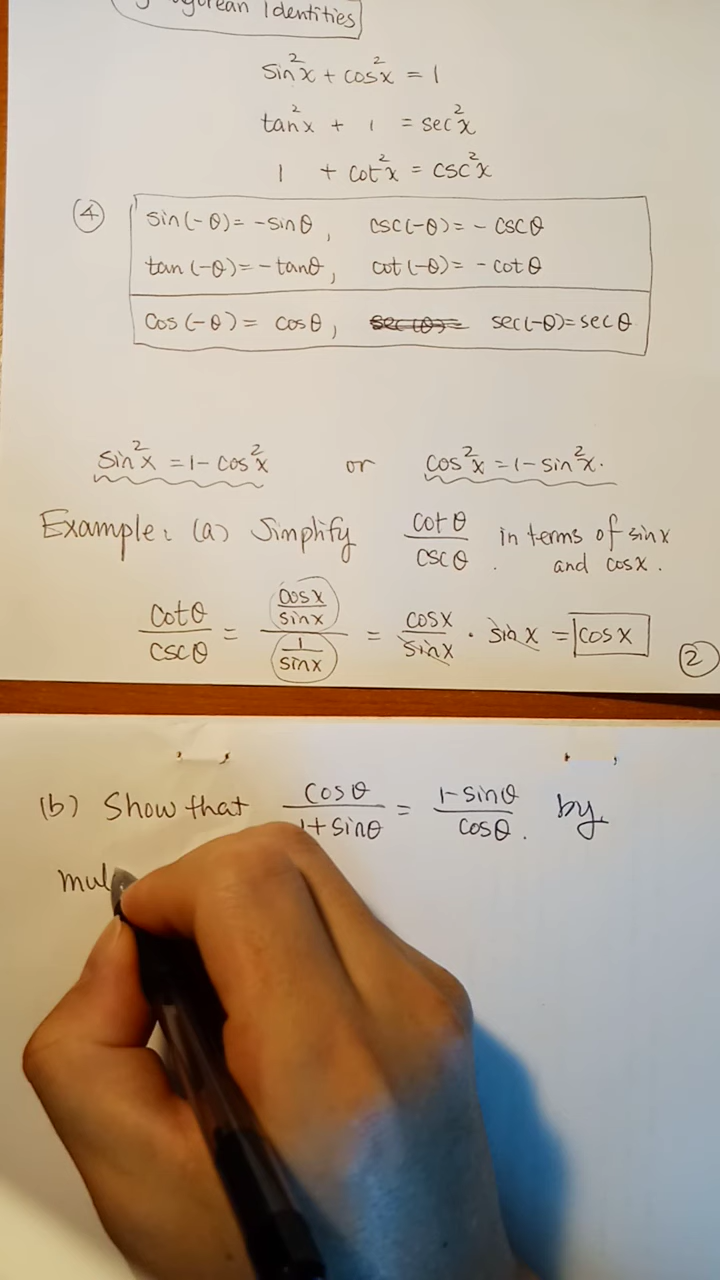 Identities
sin²x + cos²x = 1
tan²x + 1 = sec²x
1 + cot²x = csc²x
④ sin(-θ) = -sinθ, csc(-θ) = - cscθ
tan(-θ) = -tanθ, cot(-θ) = -cotθ
cos(-θ) = cosθ, sec(θ)= sec(-θ) = secθ
sin²x = 1- cos²x or cos²x = 1- sin²x.
Example: (a) Simplify cotθ/cscθ in terms of sinx
and cosx.
cotθ/cscθ = (cosx/sinx)/(1/sinx) = cosx/sinx · sinx = cosx
②
(b) Show that cosθ/1+sinθ = 1-sinθ/cosθ. by
mul